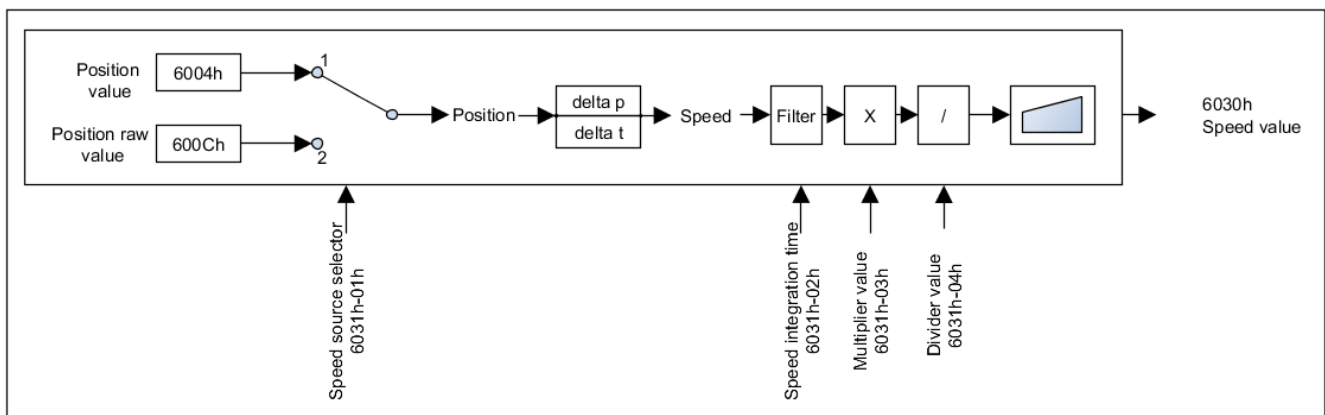 Position
value
6004h
1
Position raw
value
600Ch
2
Position
delta p
delta t
Speed
Filter
X
/
6030h
Speed value
Speed source selector
6031h-01h
Speed integration time
6031h-02h
Multiplier value
6031h-03h
Divider value
6031h-04h